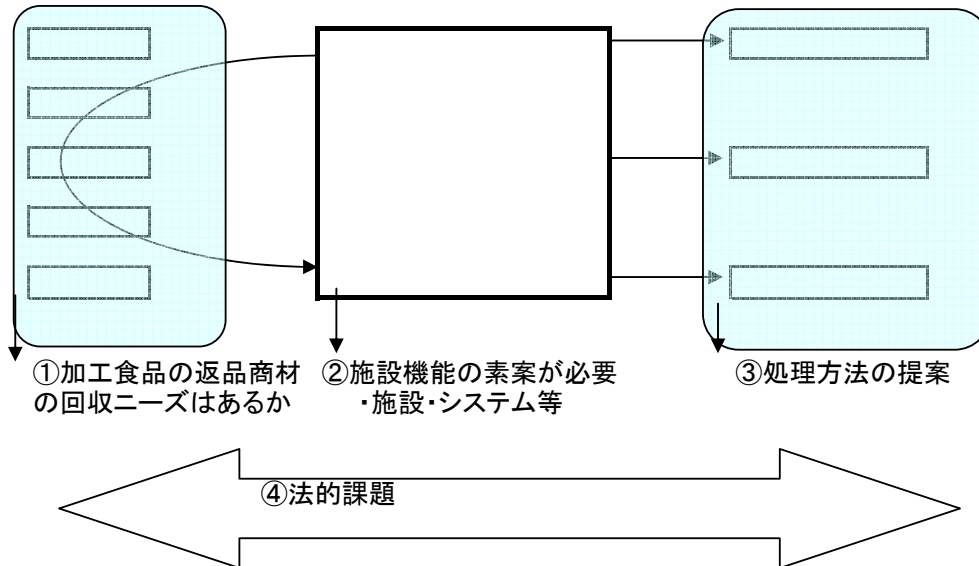 ①加工食品の返品商材
の回収ニーズはあるか
②施設機能の素案が必要
・施設・システム等
③処理方法の提案
④法的課題